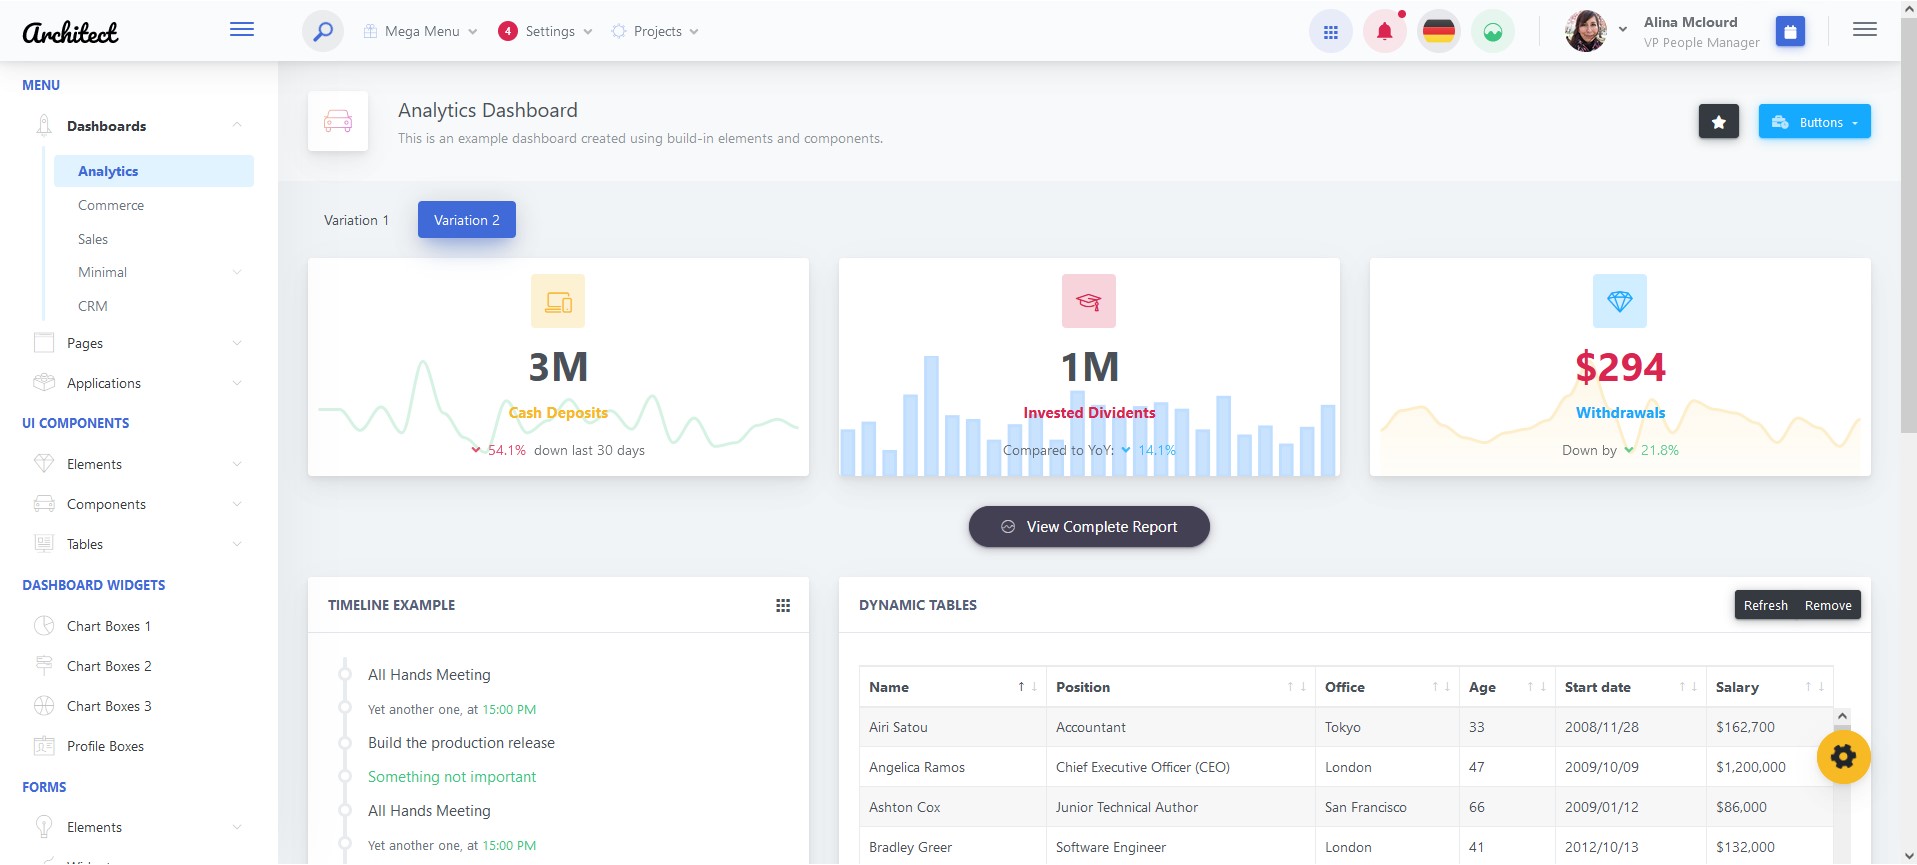 Architect
Mega Menu
4 Settings
Projects
Alina Mclourd
VP People Manager
MENU
Dashboards
Analytics
Commerce
Sales
Minimal
CRM
Pages
Applications
UI COMPONENTS
Elements
Components
Tables
DASHBOARD WIDGETS
Chart Boxes 1
Chart Boxes 2
Chart Boxes 3
Profile Boxes
FORMS
Elements
Analytics Dashboard
This is an example dashboard created using build-in elements and components.
Buttons
Variation 1
Variation 2
3M
Cash Deposits
54.1% down last 30 days
1M
Invested Dividents
Compared to YoY: 14.1%
$294
Withdrawals
Down by 21.8%
View Complete Report
TIMELINE EXAMPLE
All Hands Meeting
Yet another one, at 15:00 PM
Build the production release
Something not important
All Hands Meeting
Yet another one, at 15:00 PM
DYNAMIC TABLES
Refresh Remove
Name Position Office Age Start date Salary
Airi Satou Accountant Tokyo 33 2008/11/28 $162,700
Angelica Ramos Chief Executive Officer (CEO) London 47 2009/10/09 $1,200,000
Ashton Cox Junior Technical Author San Francisco 66 2009/01/12 $86,000
Bradley Greer Software Engineer London 41 2012/10/13 $132,000